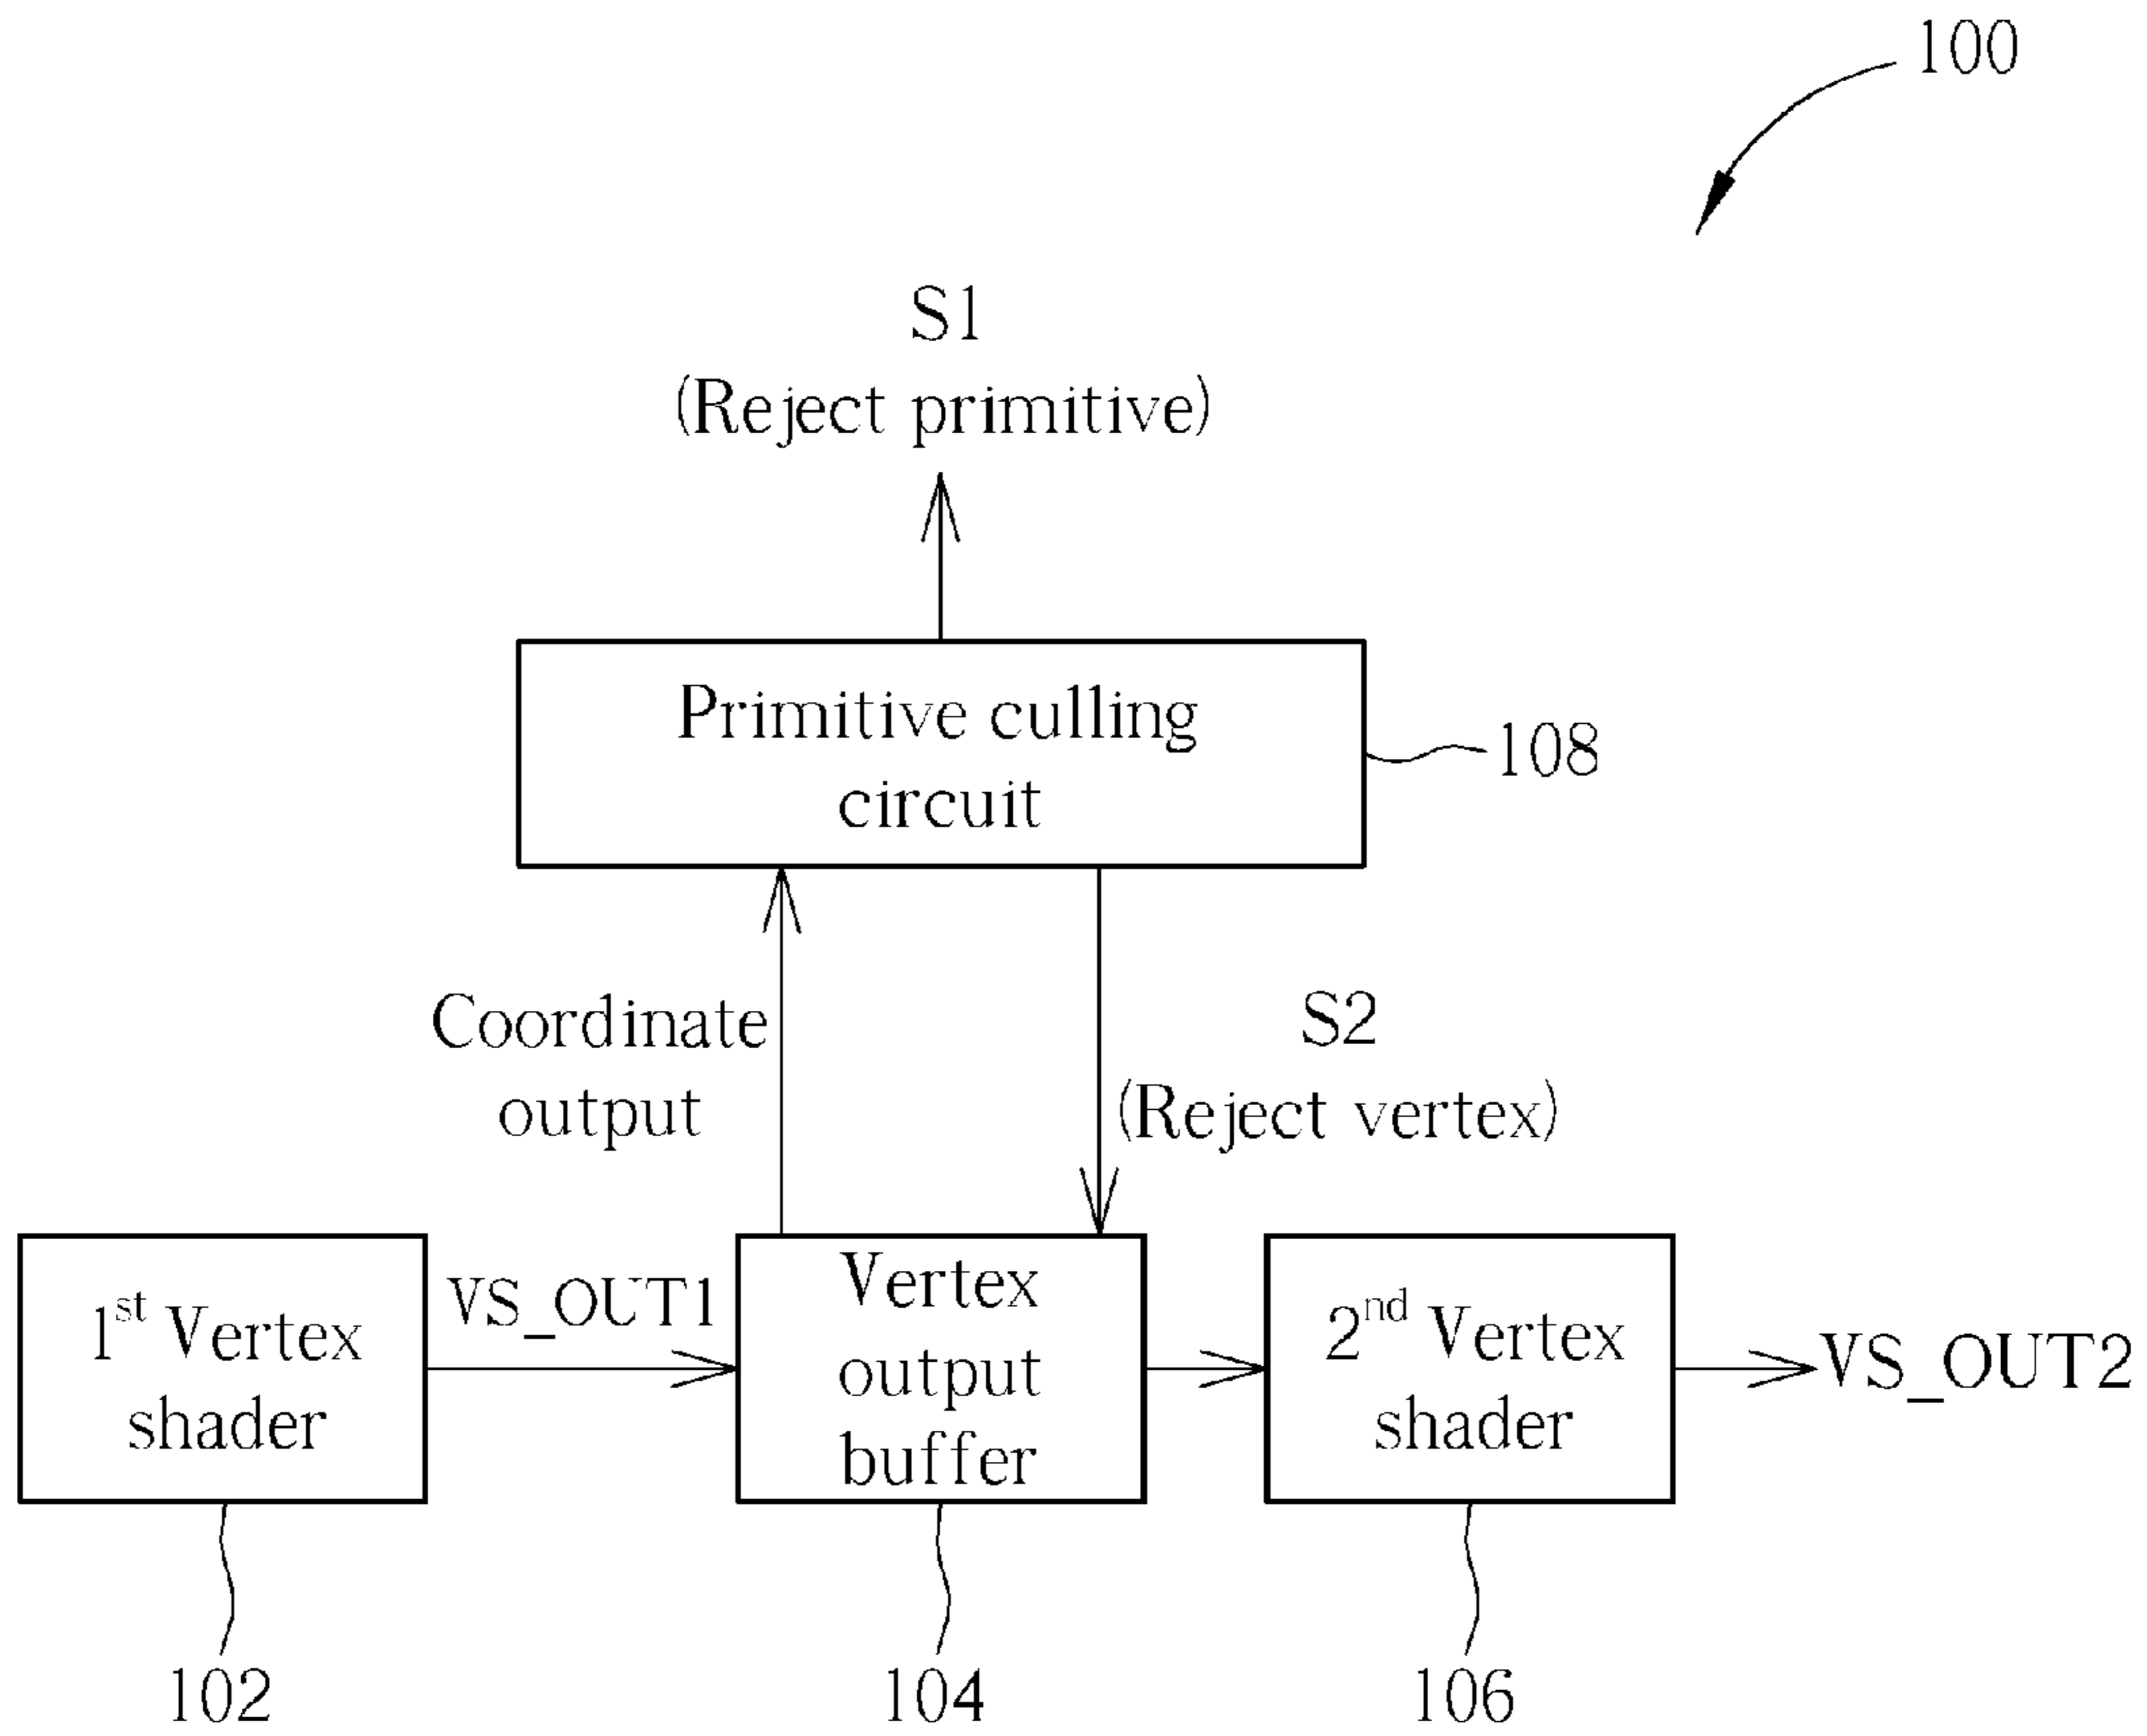 100
S1
(Reject primitive)
Primitive culling
circuit
108
Coordinate
output
S2
(Reject vertex)
1st Vertex
shader
VS_OUT1
Vertex
output
buffer
2nd Vertex
shader
VS_OUT2
102
104
106